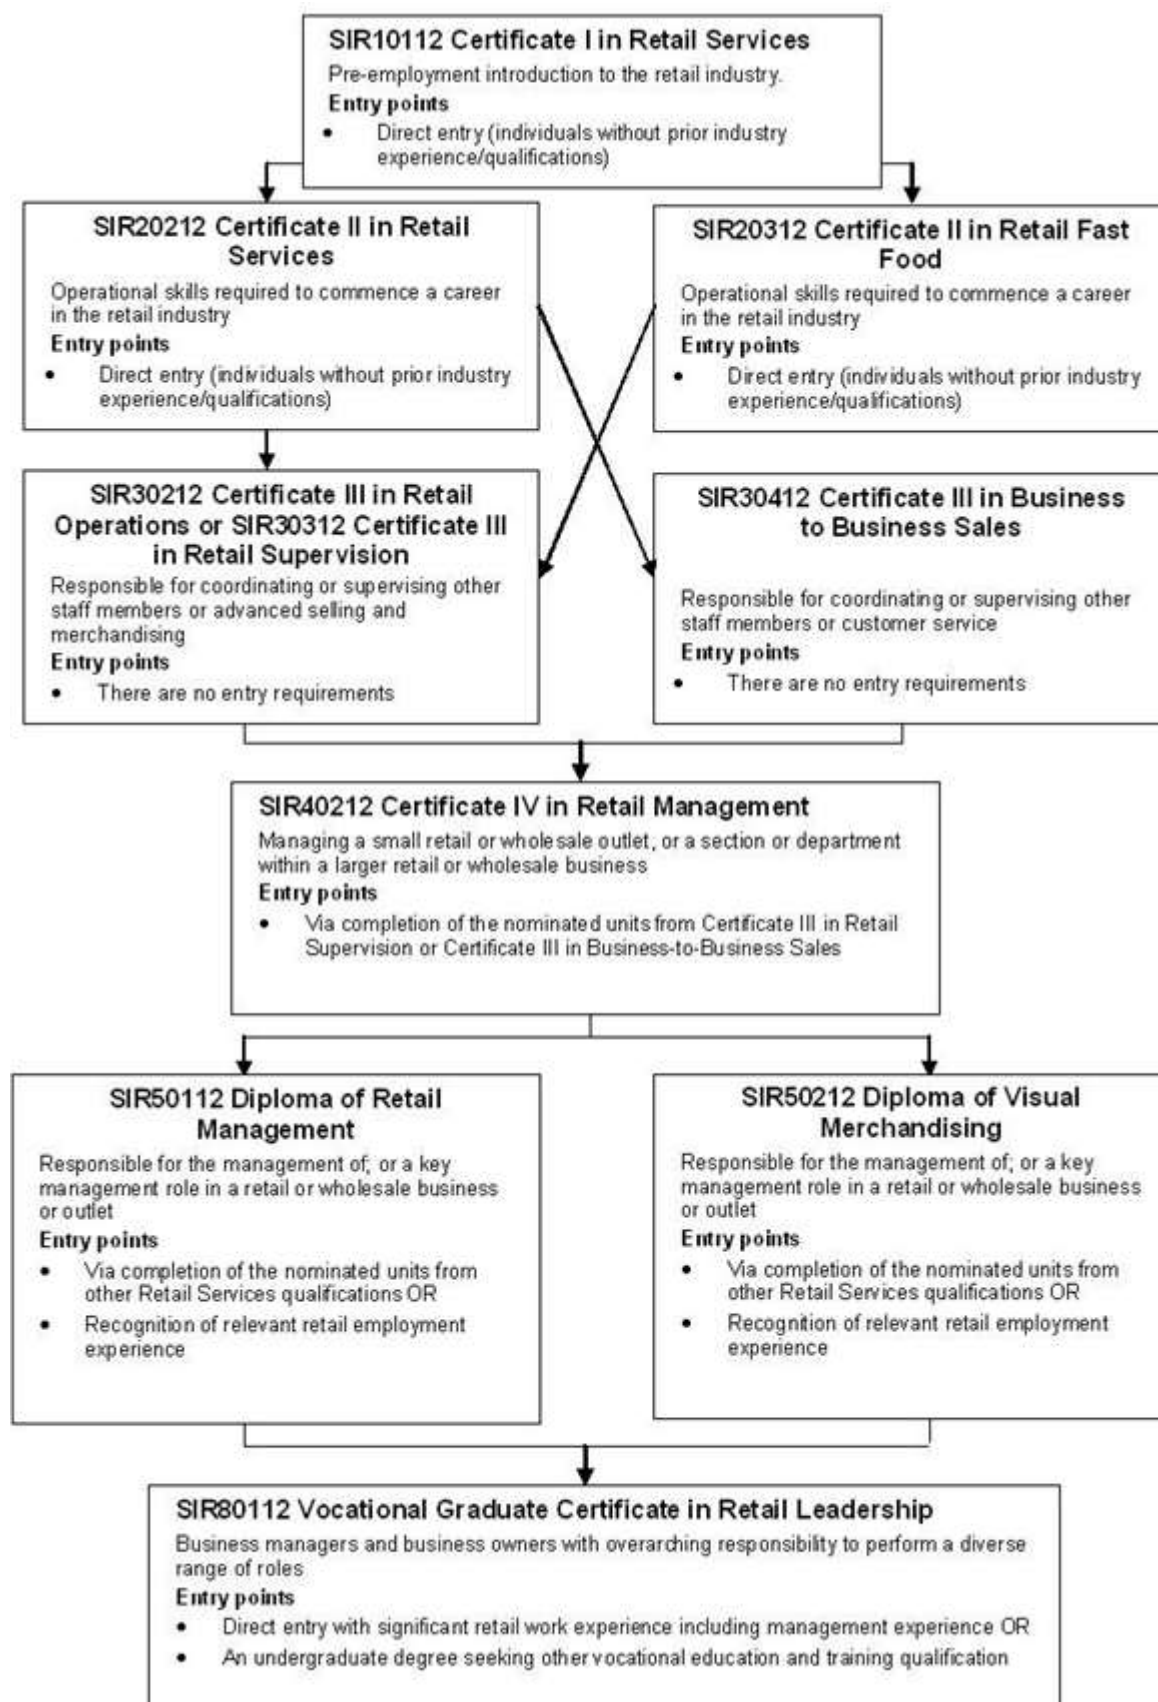 SIR10112 Certificate I in Retail Services
Pre-employment introduction to the retail industry.
Entry points
• Direct entry (individuals without prior industry
experience/qualifications)
SIR20212 Certificate II in Retail
Services
Operational skills required to commence a career
in the retail industry
Entry points
• Direct entry (individuals without prior industry
experience/qualifications)
SIR20312 Certificate II in Retail Fast
Food
Operational skills required to commence a career
in the retail industry
Entry points
• Direct entry (individuals without prior industry
experience/qualifications)
SIR30212 Certificate III in Retail
Operations or SIR30312 Certificate III
in Retail Supervision
Responsible for coordinating or supervising other
staff members or advanced selling and
merchandising
Entry points
• There are no entry requirements
SIR30412 Certificate III in Business
to Business Sales
Responsible for coordinating or supervising other
staff members or customer service
Entry points
• There are no entry requirements
SIR40212 Certificate IV in Retail Management
Managing a small retail or wholesale outlet, or a section or department
within a larger retail or wholesale business
Entry points
• Via completion of the nominated units from Certificate III in Retail
Supervision or Certificate III in Business-to-Business Sales
SIR50112 Diploma of Retail
Management
Responsible for the management of; or a key
management role in a retail or wholesale business
or outlet
Entry points
• Via completion of the nominated units from
other Retail Services qualifications OR
• Recognition of relevant retail employment
experience
SIR50212 Diploma of Visual
Merchandising
Responsible for the management of; or a key
management role in a retail or wholesale business
or outlet
Entry points
• Via completion of the nominated units from
other Retail Services qualifications OR
• Recognition of relevant retail employment
experience
SIR80112 Vocational Graduate Certificate in Retail Leadership
Business managers and business owners with overarching responsibility to perform a diverse
range of roles
Entry points
• Direct entry with significant retail work experience including management experience OR
• An undergraduate degree seeking other vocational education and training qualification